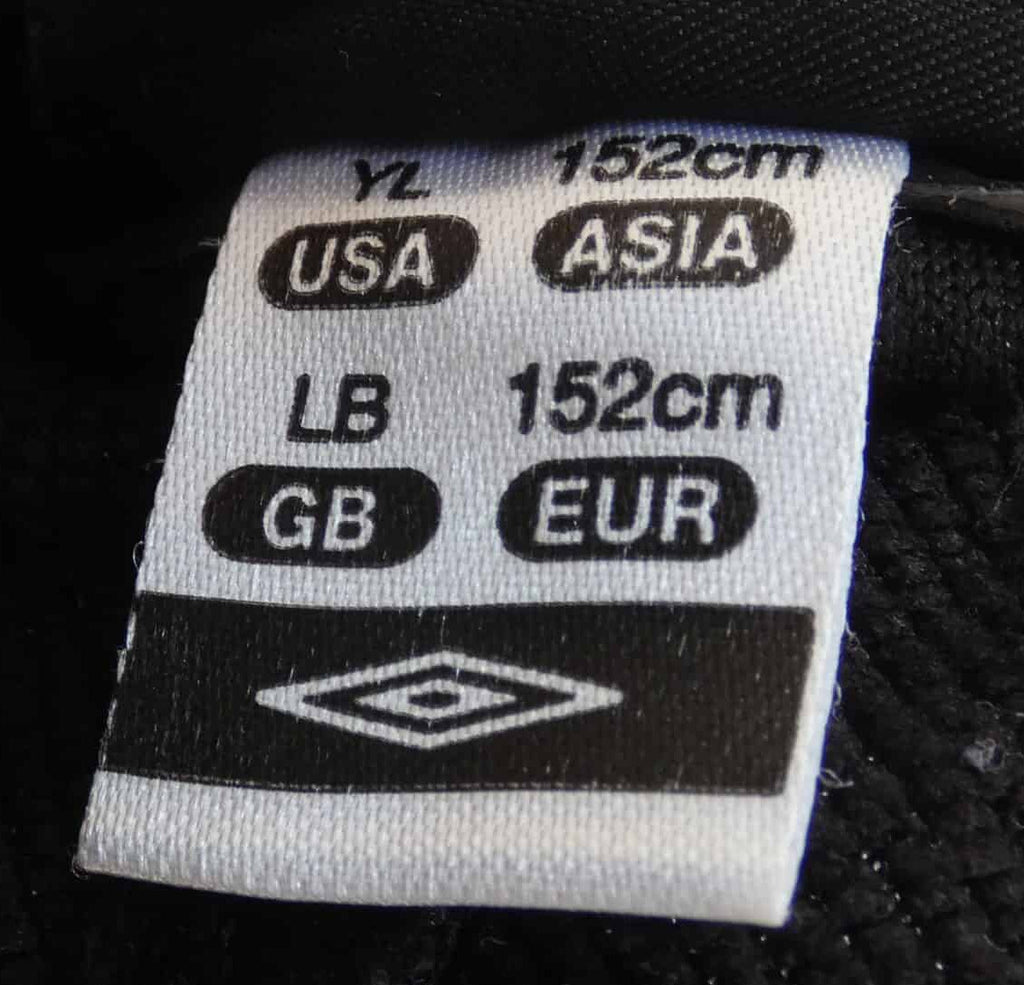 YL 152cm
USA ASIA
LB 152cm
GB EUR